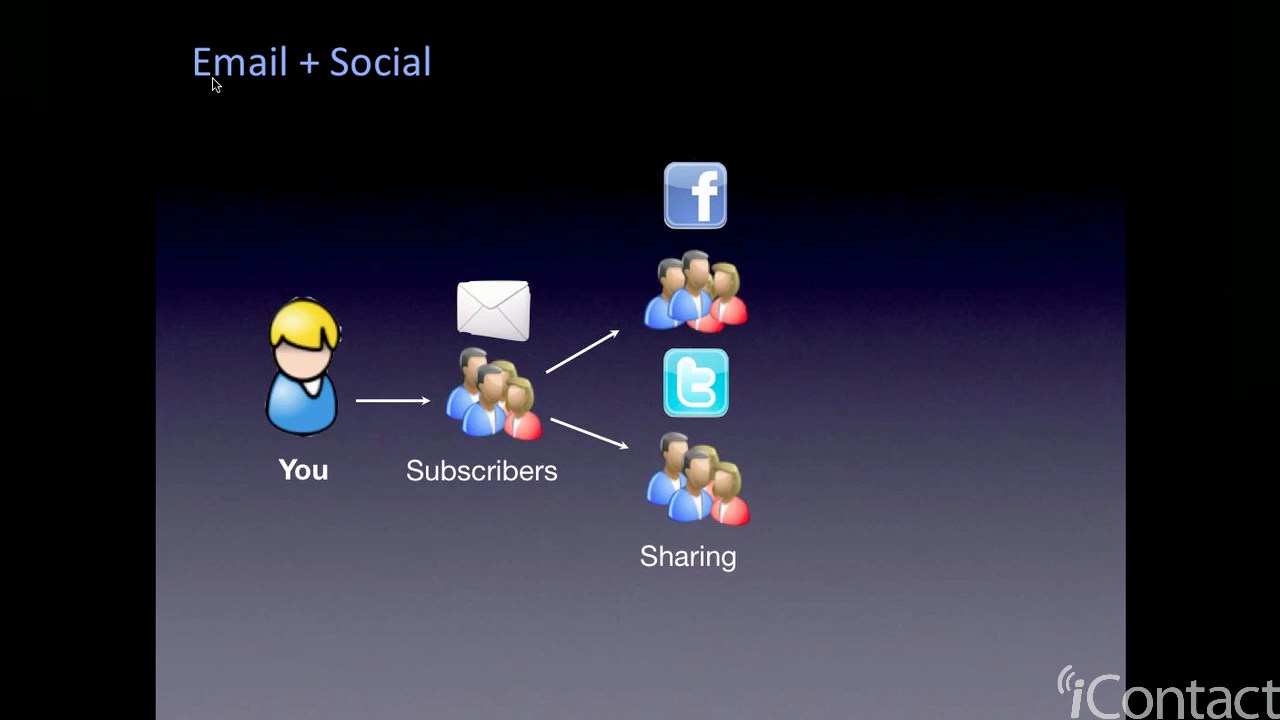 Email + Social
f
t
You
Subscribers
Sharing
iContact